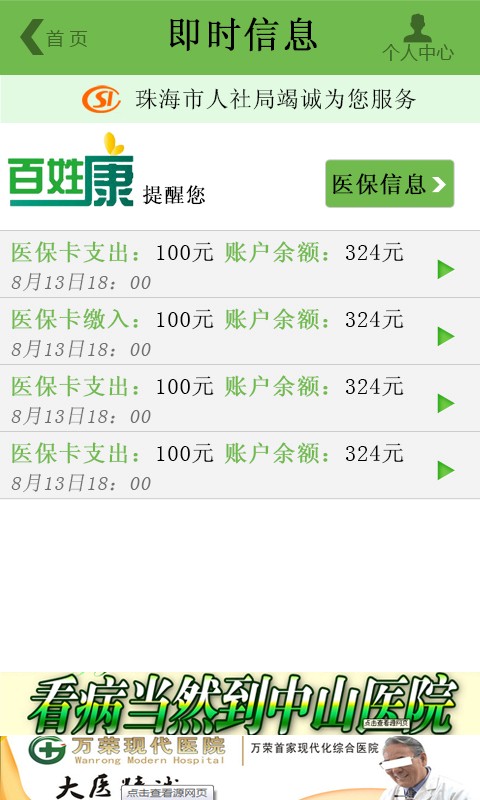 首页
即时信息
个人中心
珠海市人社局竭诚为您服务
百姓康
提醒您
医保信息
医保卡支出：100元 账户余额：324元
8月13日18：00
医保卡缴入：100元 账户余额：324元
8月13日18：00
医保卡支出：100元 账户余额：324元
8月13日18：00
医保卡支出：100元 账户余额：324元
8月13日18：00
看病当然到中山医院
点击查看源网页
万荣现代医院
万荣首家现代化综合医院
Wanrong Modern Hospital
大医精诚
点击查看源网页